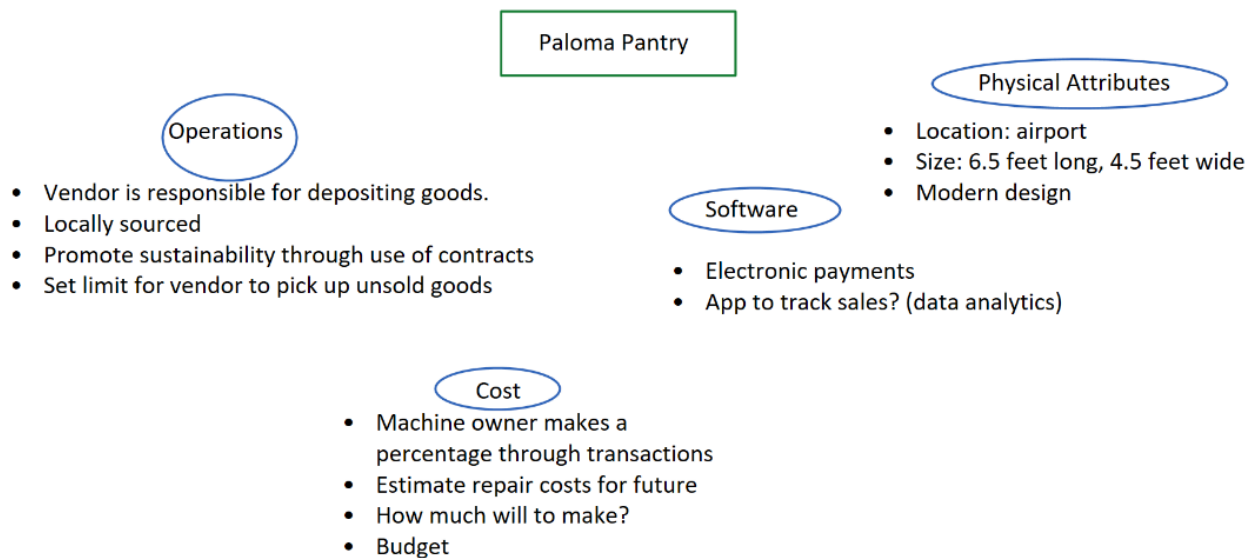 Paloma Pantry
Physical Attributes
• Location: airport
• Size: 6.5 feet long, 4.5 feet wide
• Modern design
Operations
• Vendor is responsible for depositing goods.
• Locally sourced
• Promote sustainability through use of contracts
• Set limit for vendor to pick up unsold goods
Software
• Electronic payments
• App to track sales? (data analytics)
Cost
• Machine owner makes a
percentage through transactions
• Estimate repair costs for future
• How much will to make?
• Budget